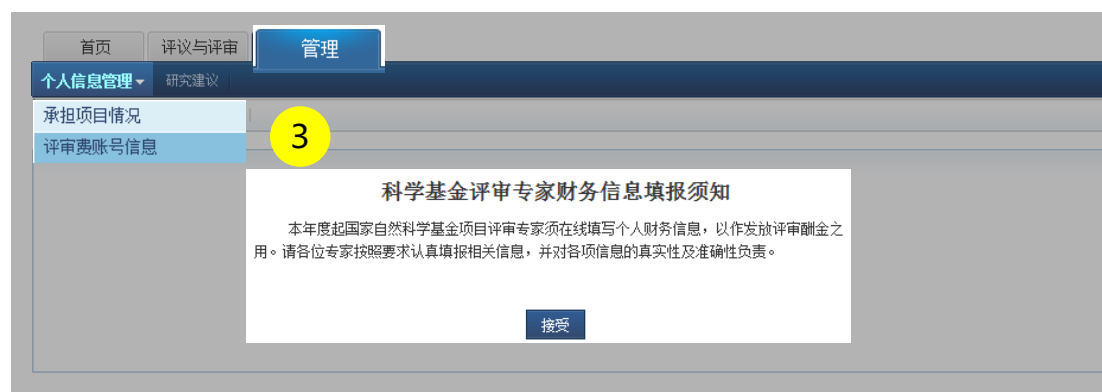 首页 评议与评审 管理
个人信息管理 研究建议
承担项目情况
评审费账号信息
3
科学基金评审专家财务信息填报须知
本年度起国家自然科学基金项目评审专家须在线填写个人财务信息，以作发放评审酬金之
用。请各位专家按照要求认真填报相关信息，并对各项信息的真实性及准确性负责。
接受